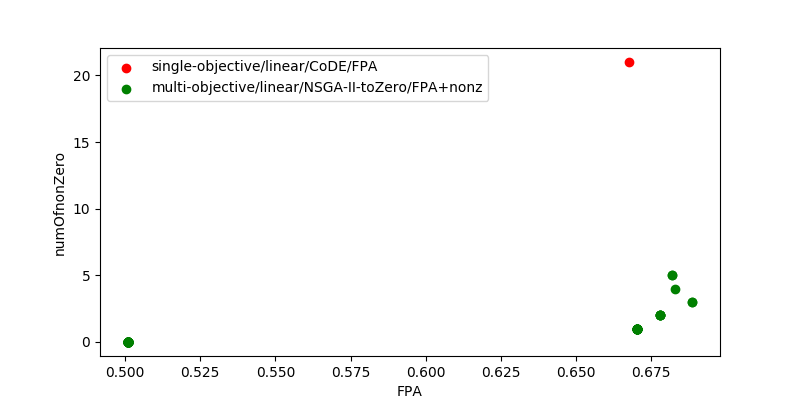 single-objective/linear/CoDE/FPA
multi-objective/linear/NSGA-II-toZero/FPA+nonz
numOfnonZero
20
15
10
5
0
0.500 0.525 0.550 0.575 0.600 0.625 0.650 0.675
FPA